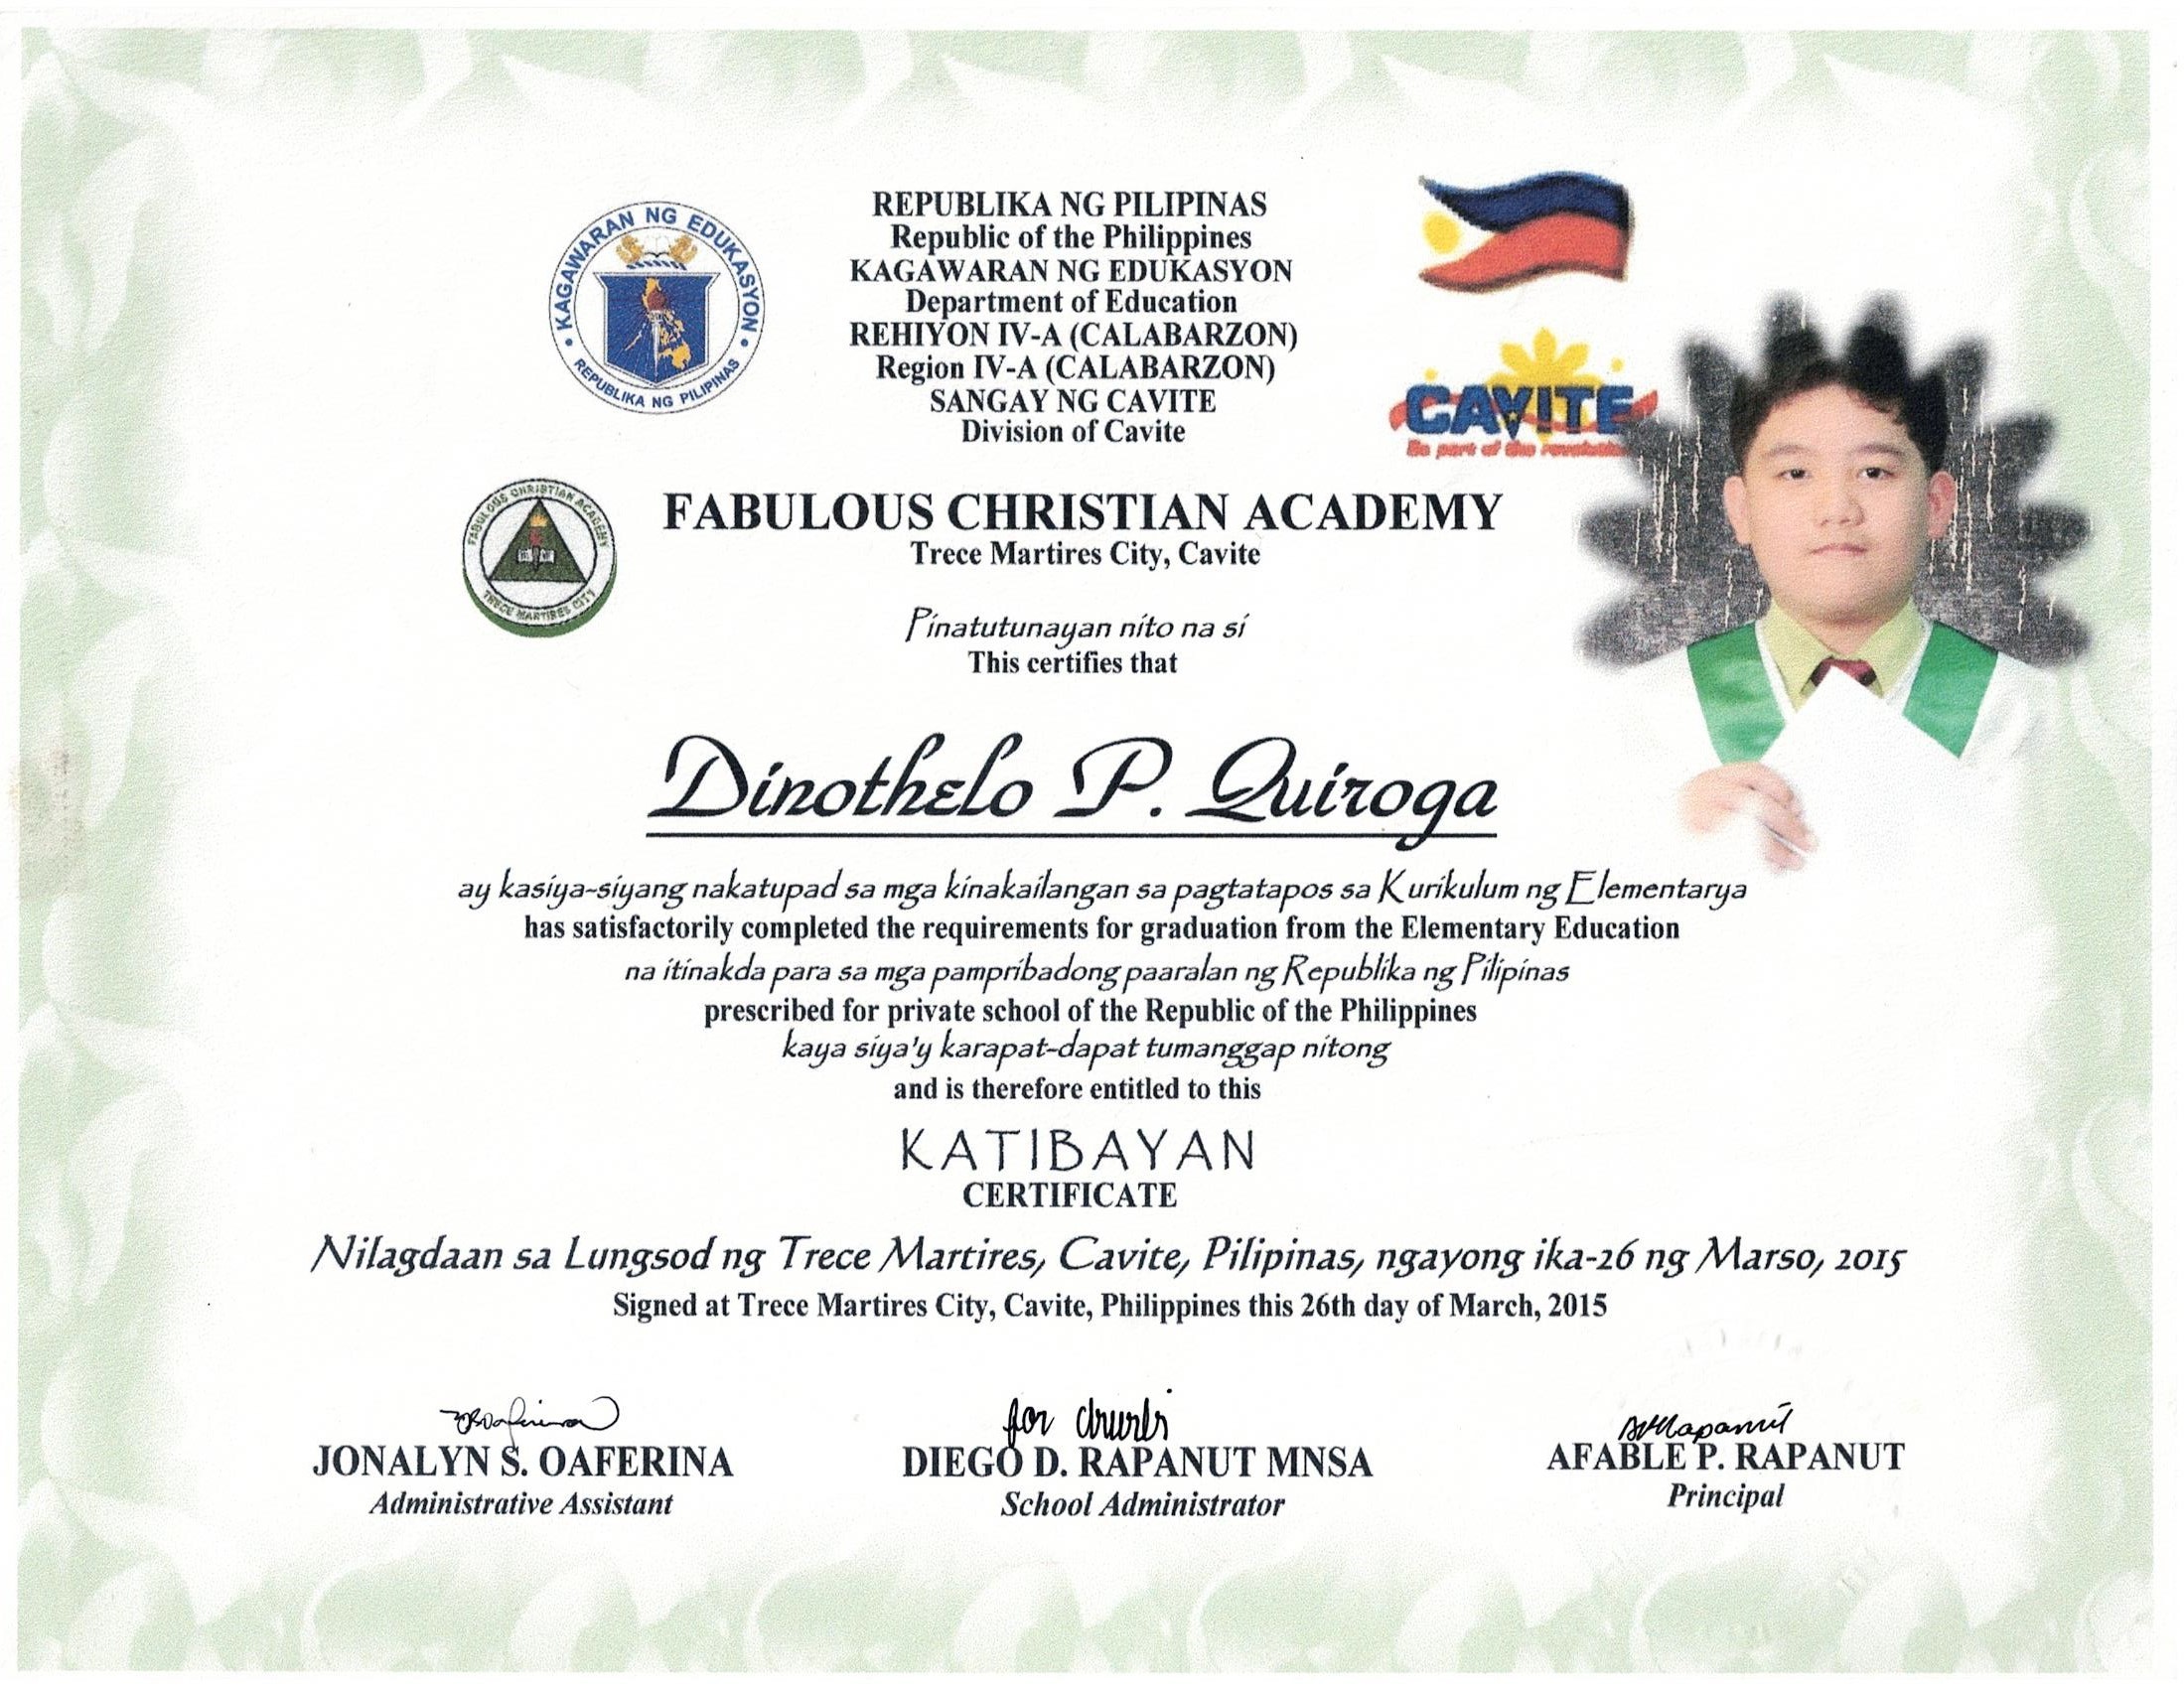 REPUBLIKA NG PILIPINAS
Republic of the Philippines
KAGAWARAN NG EDUKASYON
Department of Education
REHIYON IV-A (CALABARZON)
Region IV-A (CALABARZON)
SANGAY NG CAVITE
Division of Cavite
KAGAWARAN NG EDUKASYON
REPUBLIKA NG PILIPINAS
CAVITE
Be part of the revolution
FABULOUS CHRISTIAN ACADEMY
TRECE MARTIRES CITY
FABULOUS CHRISTIAN ACADEMY
Trece Martires City, Cavite
Pinatutunayan nito na si
This certifies that
Dinothelo P. Quiroga
ay kasiya-siyang nakatupad sa mga kinakailangan sa pagtatapos sa Kurikulum ng Elementarya
has satisfactorily completed the requirements for graduation from the Elementary Education
na itinakda para sa mga pampribadong paaralan ng Republika ng Pilipinas
prescribed for private school of the Republic of the Philippines
kaya siya'y karapat-dapat tumanggap nitong
and is therefore entitled to this
KATIBAYAN
CERTIFICATE
Nilagdaan sa Lungsod ng Trece Martires, Cavite, Pilipinas, ngayong ika-26 ng Marso, 2015
Signed at Trece Martires City, Cavite, Philippines this 26th day of March, 2015
for
JONALYN S. OAFERINA
Administrative Assistant
DIEGO D. RAPANUT MNSA
School Administrator
AFABLE P. RAPANUT
Principal